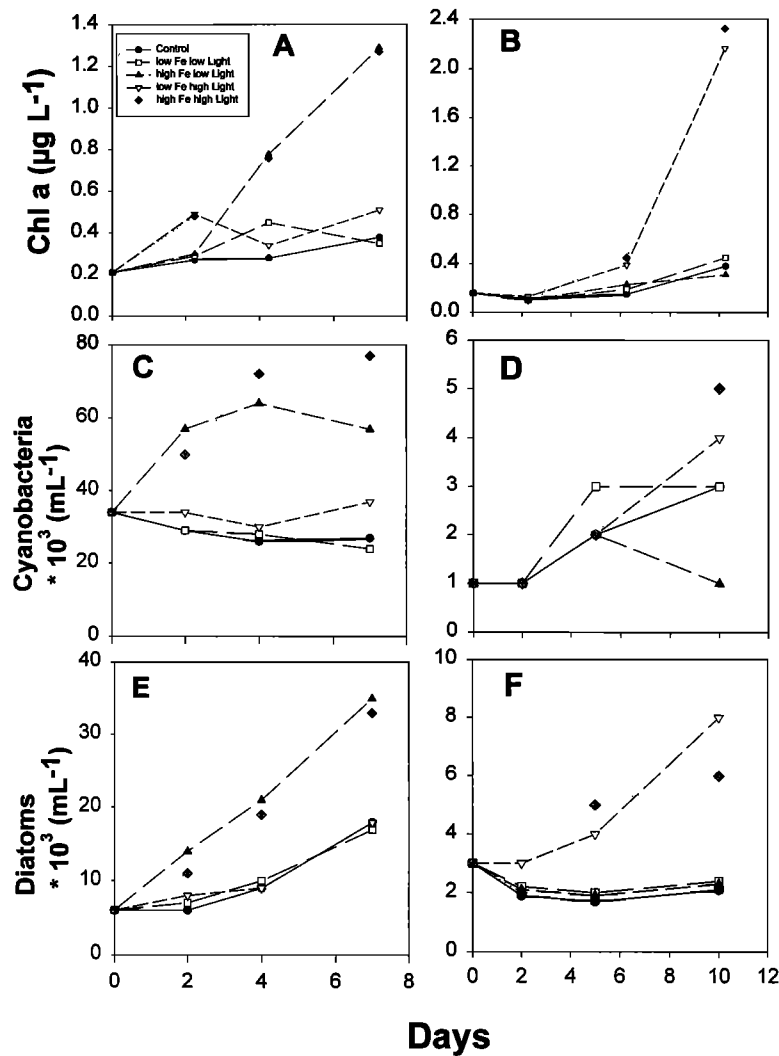 A
Control
low Fe low Light
high Fe low Light
low Fe high Light
high Fe high Light
Chl a (µg L-1)
1.4
1.2
1.0
0.8
0.6
0.4
0.2
0.0
B
2.4
2.0
1.6
1.2
0.8
0.4
0.0
C
Cyanobacteria
* 10³ (mL-1)
80
60
40
20
0
D
6
5
4
3
2
1
0
E
Diatoms
* 10³ (mL-1)
40
30
20
10
0
0 2 4 6 8
F
10
8
6
4
2
0
0 2 4 6 8 10 12
Days